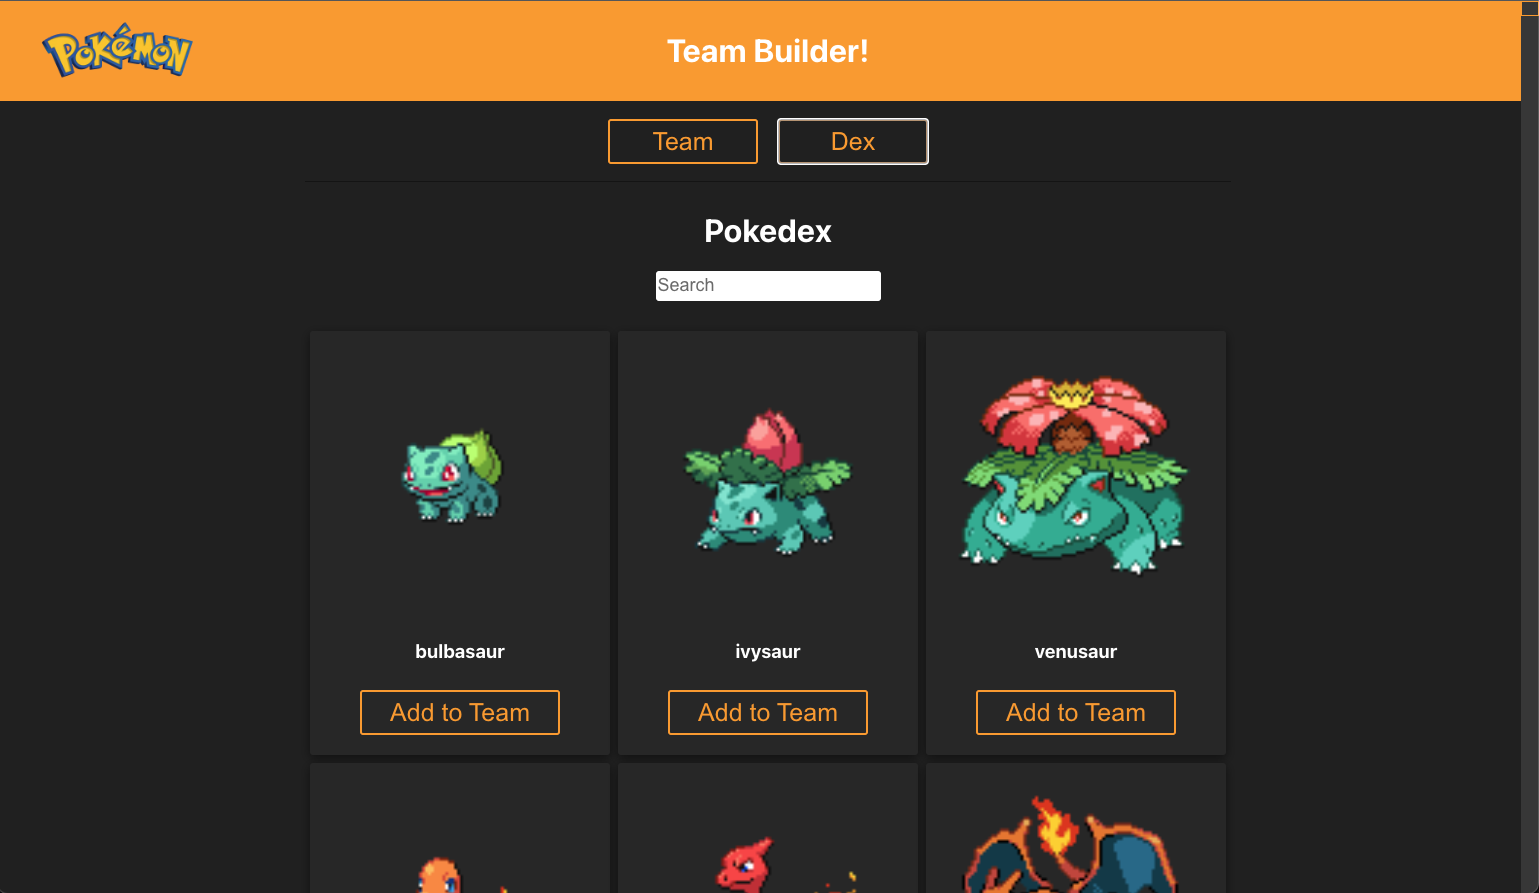 POKéMON
Team Builder!
Team
Dex
Pokedex
Search
bulbasaur
ivysaur
venusaur
Add to Team
Add to Team
Add to Team